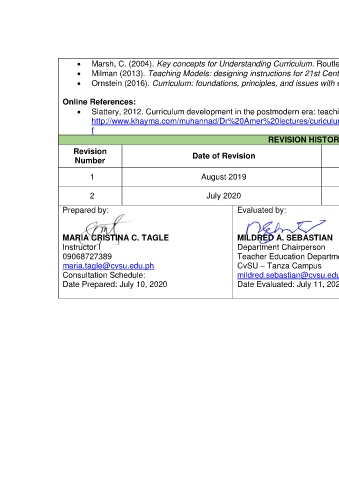 • Marsh, C. (2004). Key concepts for Understanding Curriculum. Routle
• Milman (2013). Teaching Models: designing instructions for 21st Cent
• Ornstein (2016). Curriculum: foundations, principles, and issues with
Online References:
• Slattery, 2012. Curriculum development in the postmodern era: teachi
http://www.khayma.com/muhannad/Dr%20Amer%20lectures/curriculu
f
REVISION HISTOR
Revision Number Date of Revision
1 August 2019
2 July 2020
Prepared by: Evaluated by:
MARIA CRISTINA C. TAGLE MILDRED A. SEBASTIAN
Instructor I Department Chairperson
09068727389 Teacher Education Departme
maria.tagle@cvsu.edu.ph CvSU – Tanza Campus
Consultation Schedule: mildred.sebastian@cvsu.edu
Date Prepared: July 10, 2020 Date Evaluated: July 11, 202